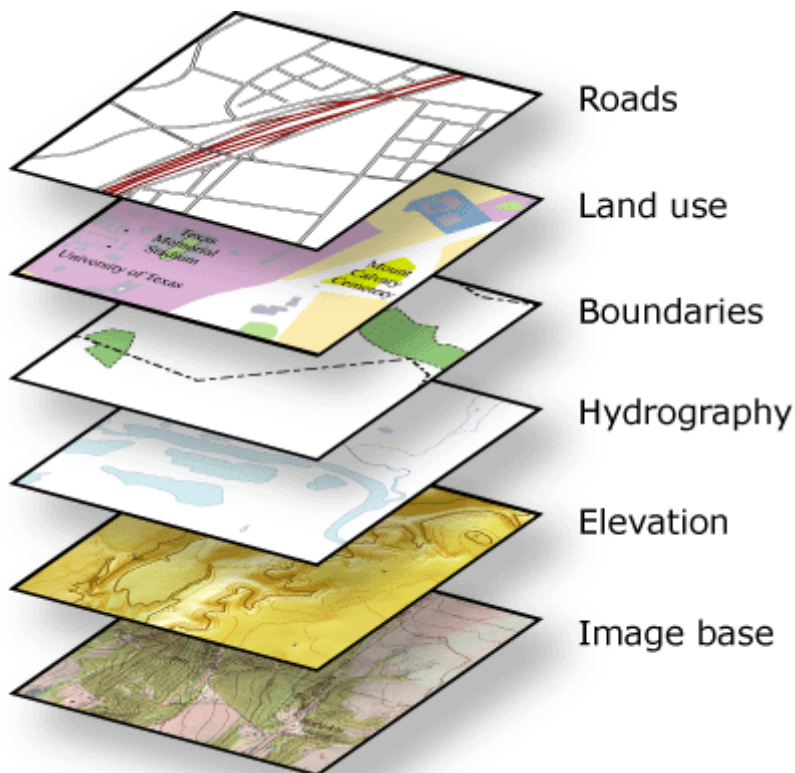 Roads
Land use
Texas
Memorial
Stadium
University of Texas
Mount
Calvary
Cemetery
Boundaries
Hydrography
Elevation
Image base